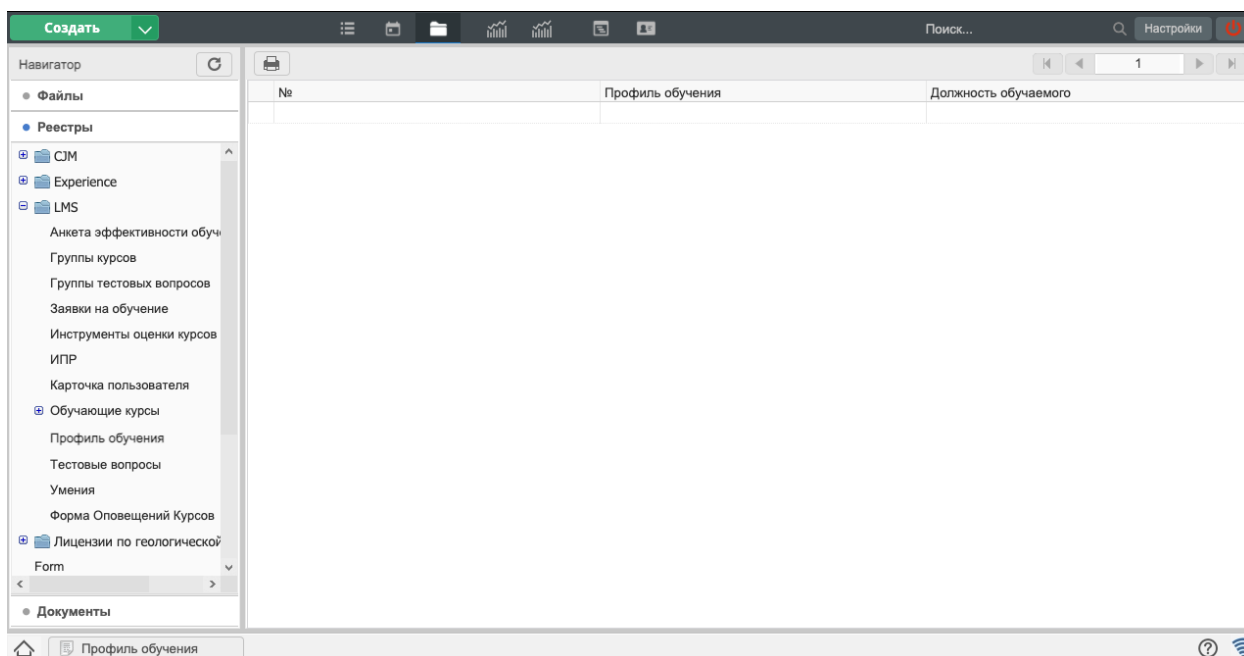 Создать
Поиск...
Настройки
Навигатор
1
Файлы
№
Профиль обучения
Должность обучаемого
Реестры
CJM
Experience
LMS
Анкета эффективности обуч
Группы курсов
Группы тестовых вопросов
Заявки на обучение
Инструменты оценки курсов
ИПР
Карточка пользователя
Обучающие курсы
Профиль обучения
Тестовые вопросы
Умения
Форма Оповещений Курсов
Лицензии по геологической
Form
Документы
Профиль обучения